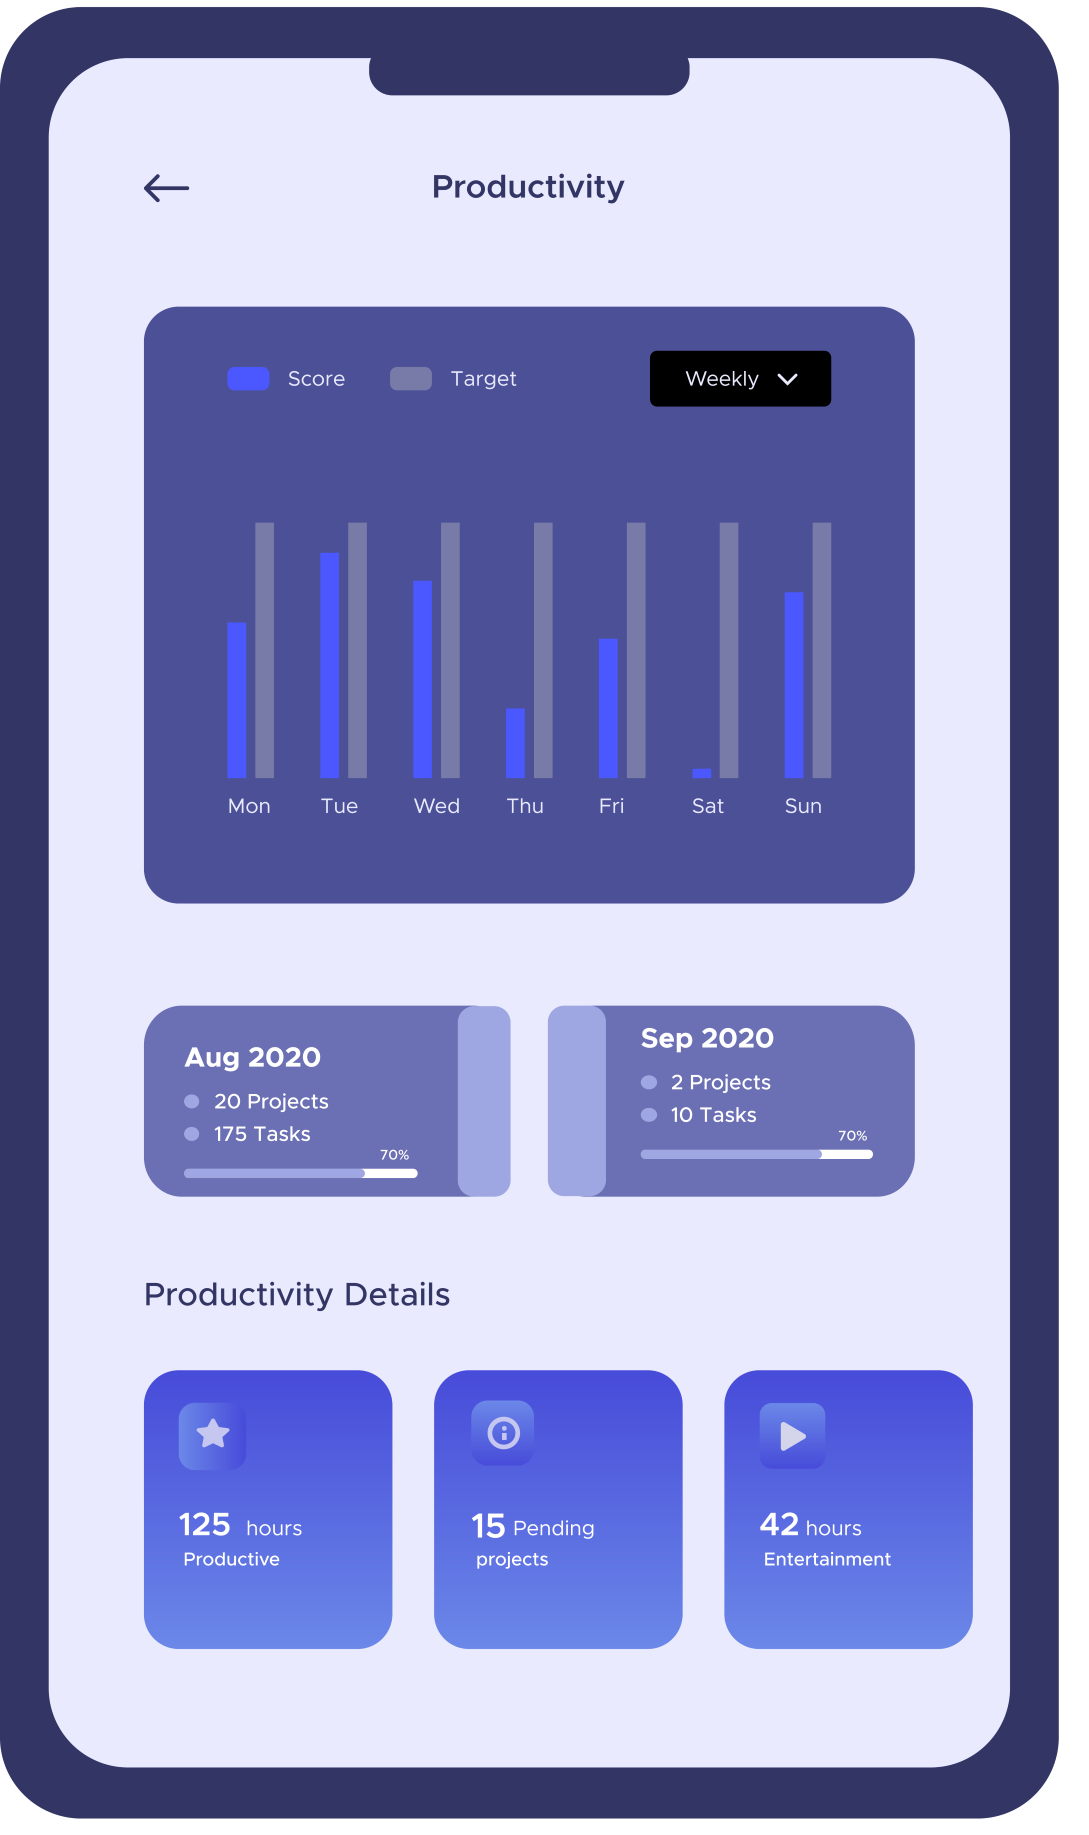 Productivity
Score Target Weekly
Mon Tue Wed Thu Fri Sat Sun
Aug 2020
20 Projects
175 Tasks
70%
Sep 2020
2 Projects
10 Tasks
70%
Productivity Details
125 hours
Productive
15 Pending
projects
42 hours
Entertainment